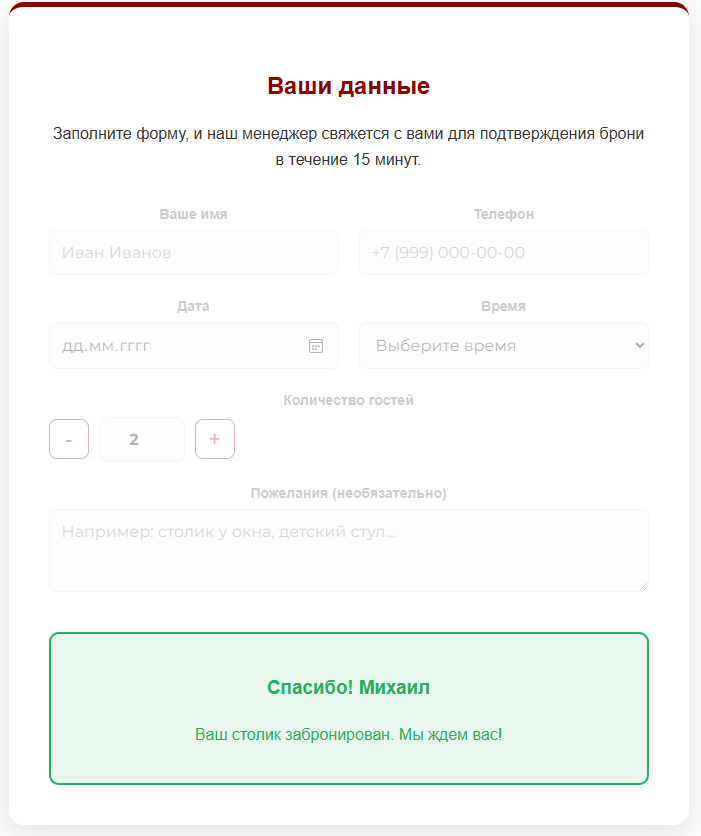 Ваши данные
Заполните форму, и наш менеджер свяжется с вами для подтверждения брони
в течение 15 минут.
Ваше имя
Телефон
Иван Иванов
+7 (999) 000-00-00
Дата
Время
дд.мм.гггг
Выберите время
Количество гостей
- 2 +
Пожелания (необязательно)
Например: столик у окна, детский стул...
Спасибо! Михаил
Ваш столик забронирован. Мы ждем вас!